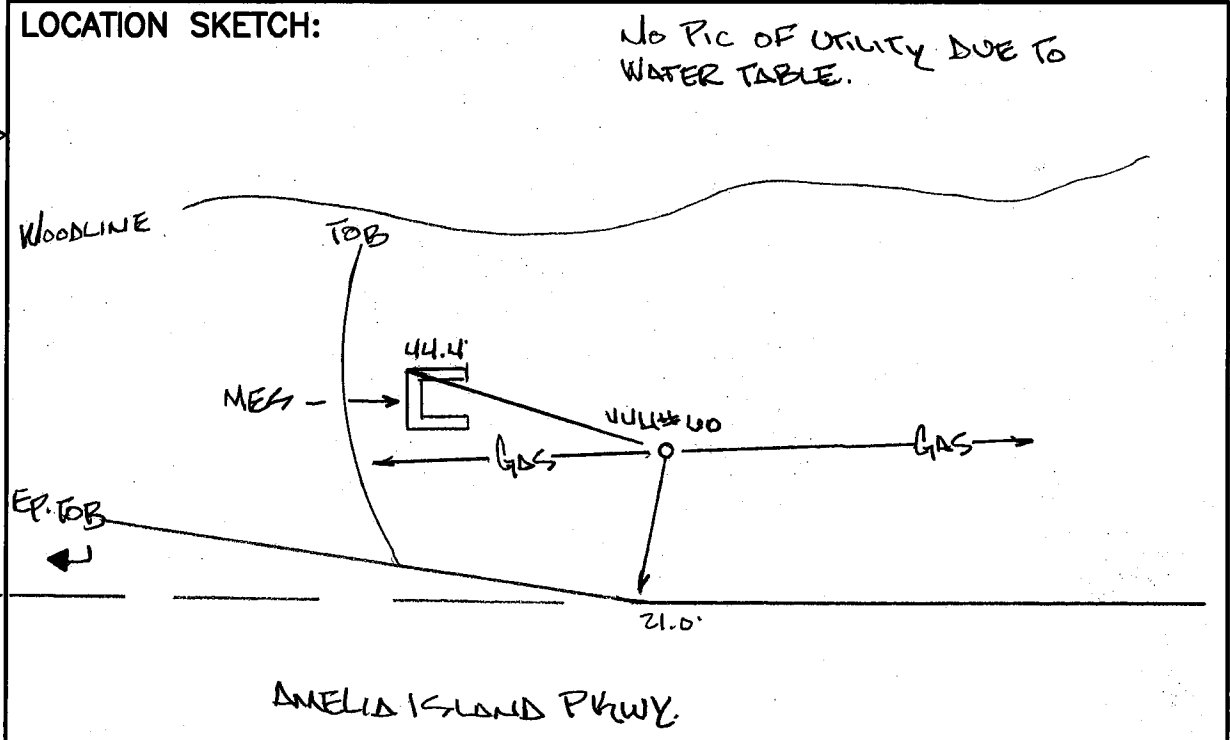 LOCATION SKETCH:
NO PIC OF UTILITY DUE TO
WATER TABLE.
WOODLINE
TOB
44.4'
MES -
VVH# 60
GAS
GAS
EP. TOB
21.0'
AMELIA ISLAND PKWY.